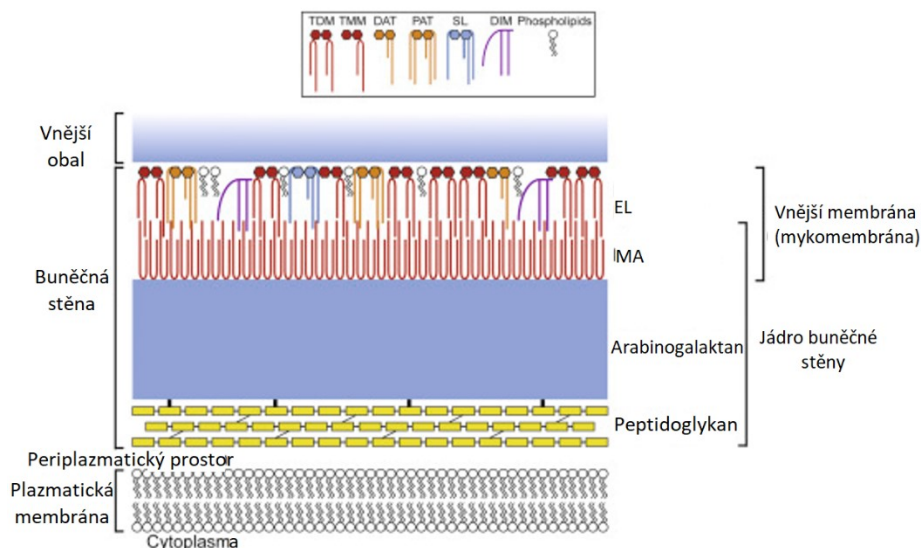 TDM TMM DAT PAT SL DIM Phospholipids
Vnější
obal
EL
Vnější membrána
(mykomembrána)
IMA
Buněčná
stěna
Arabinogalaktan
Jádro buněčné
stěny
Peptidoglykan
Periplazmatický prostor
Plazmatická
membrána
Cytoplasma